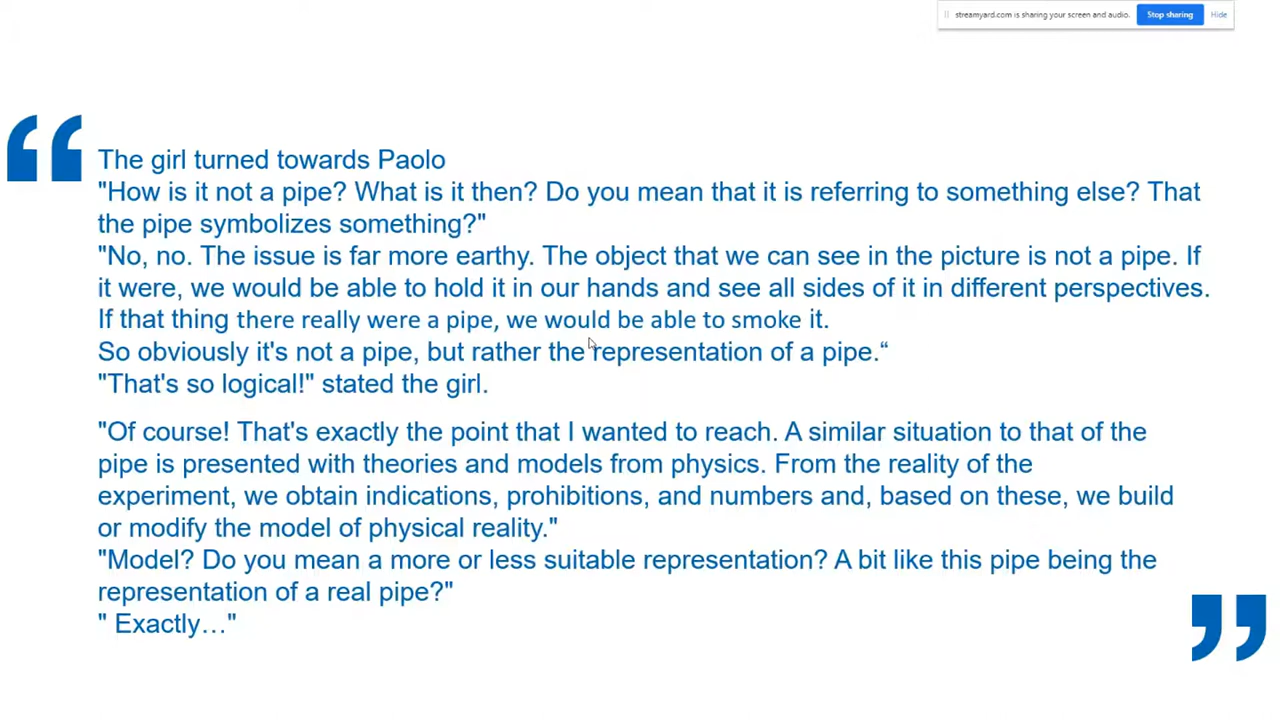 streamyard.com is sharing your screen and audio. Stop sharing Hide
“
The girl turned towards Paolo
"How is it not a pipe? What is it then? Do you mean that it is referring to something else? That
the pipe symbolizes something?"
"No, no. The issue is far more earthy. The object that we can see in the picture is not a pipe. If
it were, we would be able to hold it in our hands and see all sides of it in different perspectives.
If that thing there really were a pipe, we would be able to smoke it.
So obviously it's not a pipe, but rather the representation of a pipe.“
"That's so logical!" stated the girl.
"Of course! That's exactly the point that I wanted to reach. A similar situation to that of the
pipe is presented with theories and models from physics. From the reality of the
experiment, we obtain indications, prohibitions, and numbers and, based on these, we build
or modify the model of physical reality."
"Model? Do you mean a more or less suitable representation? A bit like this pipe being the
representation of a real pipe?"
" Exactly…"
”